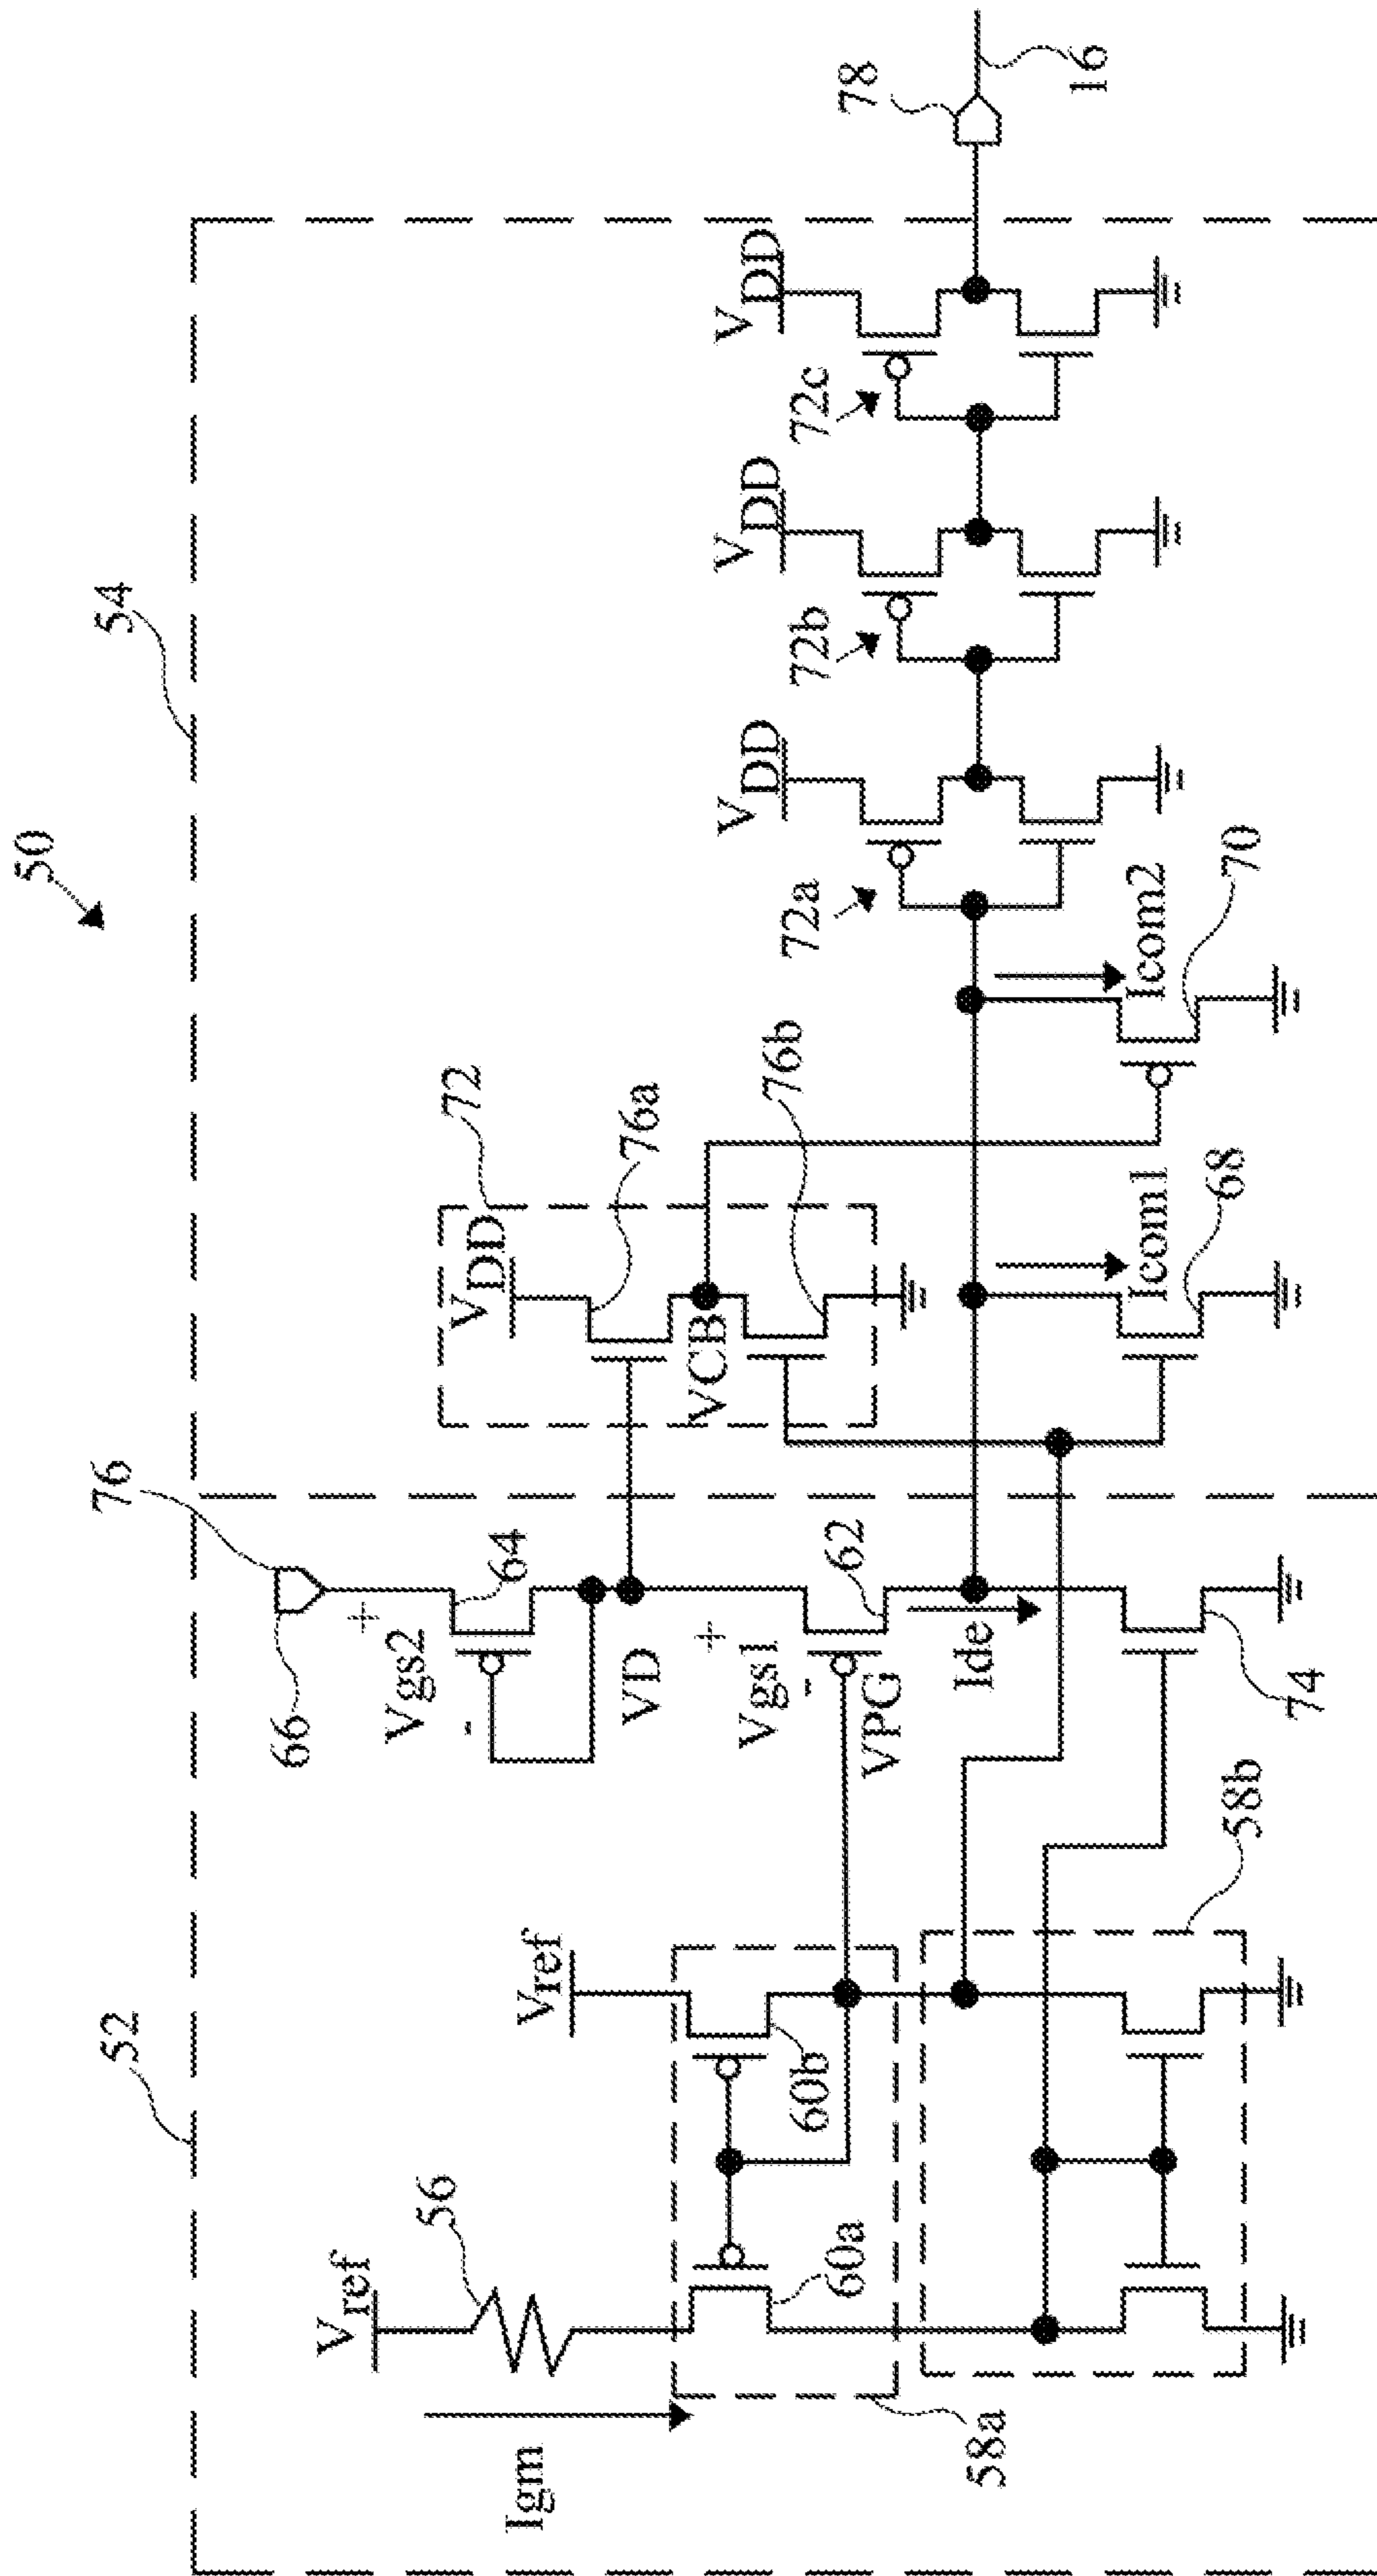 50
52
54
76
66
Vref
56
Igm
Vref
60a
60b
58a
58b
Vgs2
+
-
64
VD
Vgs1
+
-
VPG
62
Ide
74
72
VDD
76a
VCB
76b
Icom1
68
Icom2
70
VDD
72a
VDD
72b
VDD
72c
78
16